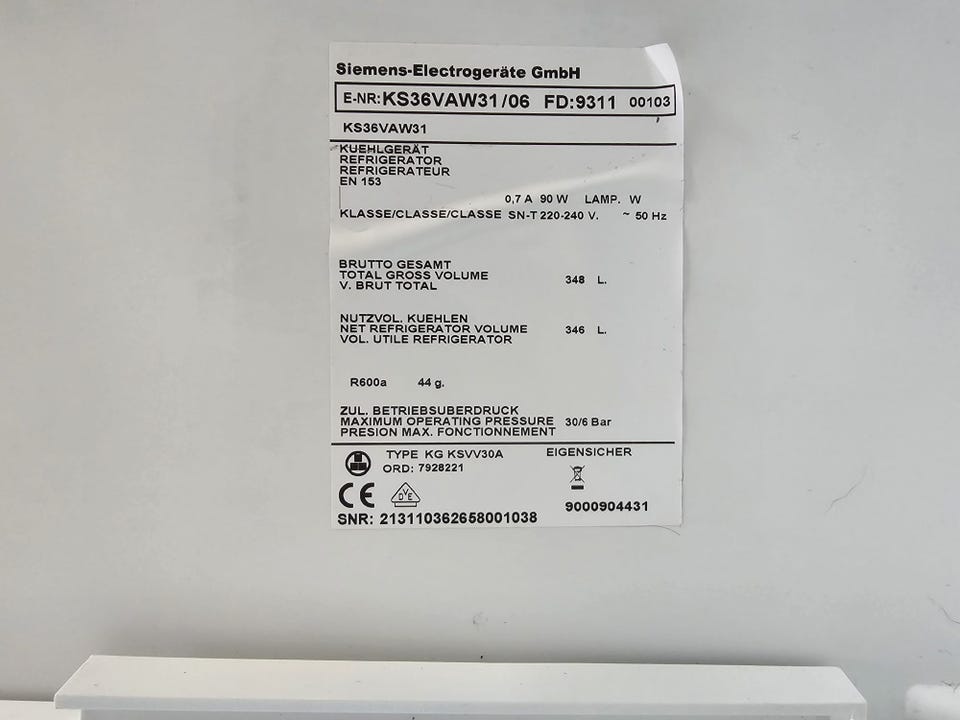 Siemens-Electrogeräte GmbH
E-NR: KS36VAW31/06 FD:9311 00103
KS36VAW31
KUEHLGERÄT
REFRIGERATOR
REFRIGERATEUR
EN 153
0,7 A 90 W LAMP. W
KLASSE/CLASSE/CLASSE SN-T 220-240 V. ~ 50 Hz
BRUTTO GESAMT
TOTAL GROSS VOLUME 348 L.
V. BRUT TOTAL
NUTZVOL. KUEHLEN
NET REFRIGERATOR VOLUME 346 L.
VOL. UTILE REFRIGERATOR
R600a 44 g.
ZUL. BETRIEBSUBERDRUCK
MAXIMUM OPERATING PRESSURE 30/6 Bar
PRESION MAX. FONCTIONNEMENT
TYPE KG KSVV30A EIGENSICHER
ORD: 7928221
CE DVE
9000904431
SNR: 213110362658001038